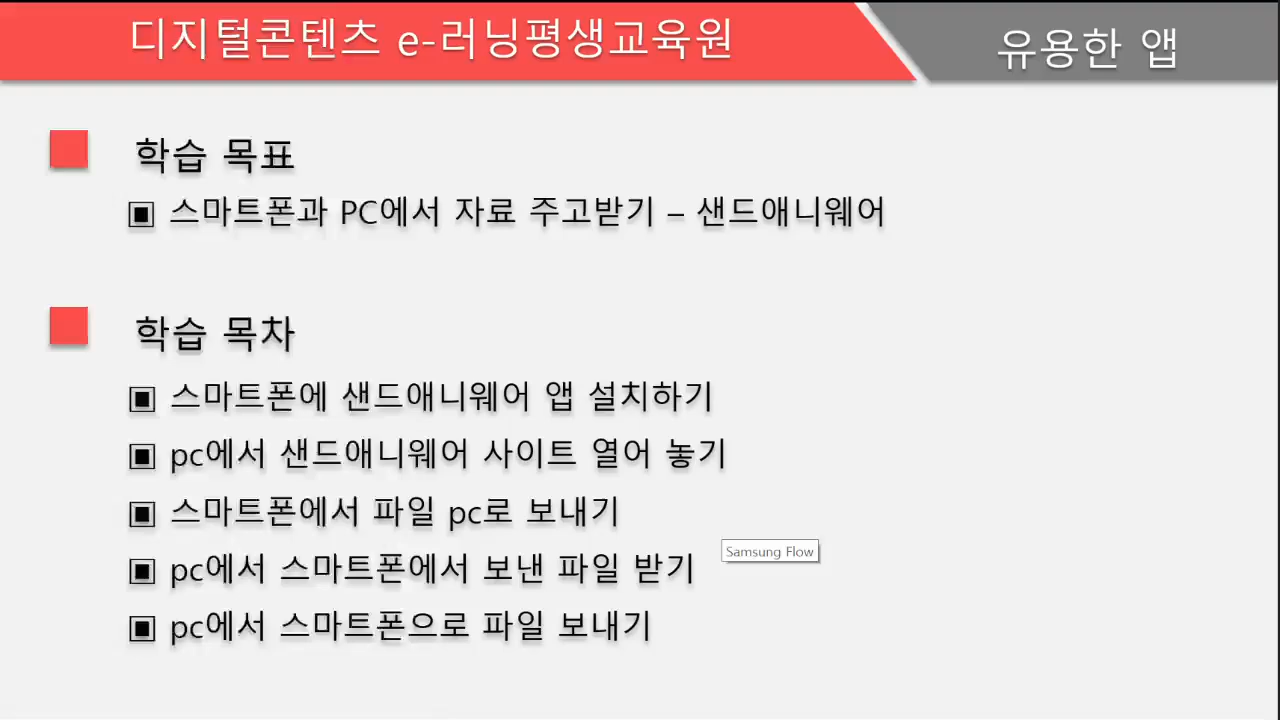 디지털콘텐츠 e-러닝평생교육원
유용한 앱
학습 목표
▣ 스마트폰과 PC에서 자료 주고받기 – 샌드애니웨어
학습 목차
▣ 스마트폰에 샌드애니웨어 앱 설치하기
▣ pc에서 샌드애니웨어 사이트 열어 놓기
▣ 스마트폰에서 파일 pc로 보내기
▣ pc에서 스마트폰에서 보낸 파일 받기
Samsung Flow
▣ pc에서 스마트폰으로 파일 보내기